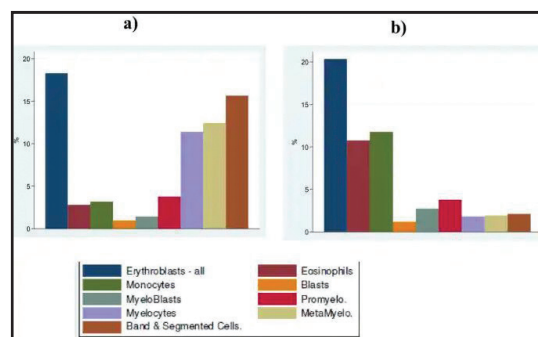 a)
b)
20
15
10
5
0
%
20
15
10
5
0
%
Erythroblasts - all
Eosinophils
Monocytes
Blasts
MyeloBlasts
Promyelo.
Myelocytes
MetaMyelo.
Band & Segmented Cells.